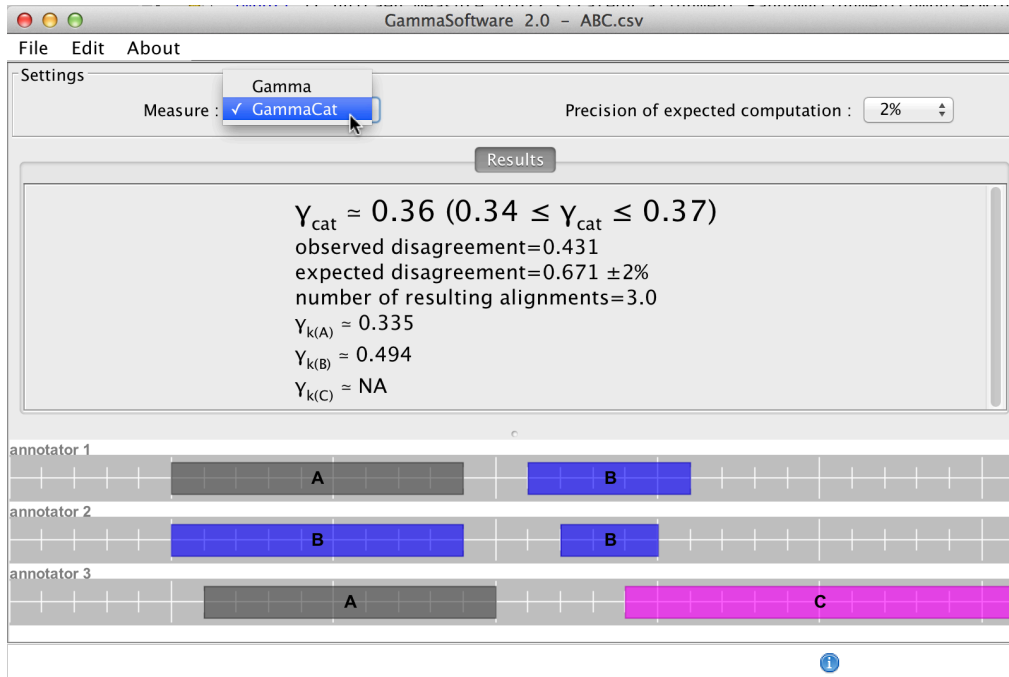 GammaSoftware 2.0 – ABC.csv
File Edit About
Settings
Gamma
Measure : ✓ GammaCat
Precision of expected computation : 2%
Results
γcat ≃ 0.36 (0.34 ≤ γcat ≤ 0.37)
observed disagreement=0.431
expected disagreement=0.671 ±2%
number of resulting alignments=3.0
γk(A) ≃ 0.335
γk(B) ≃ 0.494
γk(C) ≃ NA
annotator 1
A B
annotator 2
B B
annotator 3
A C